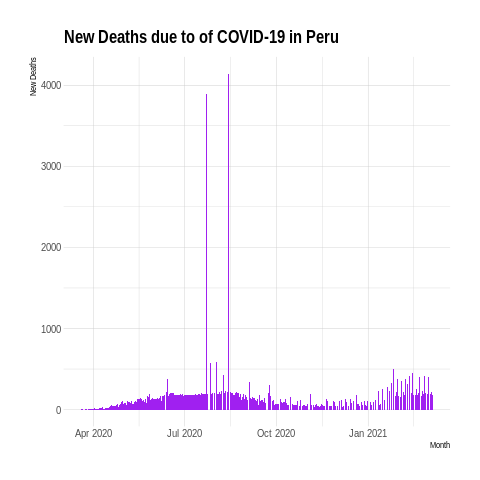 New Deaths due to of COVID-19 in Peru
New Deaths
4000
3000
2000
1000
0
Apr 2020 Jul 2020 Oct 2020 Jan 2021
Month